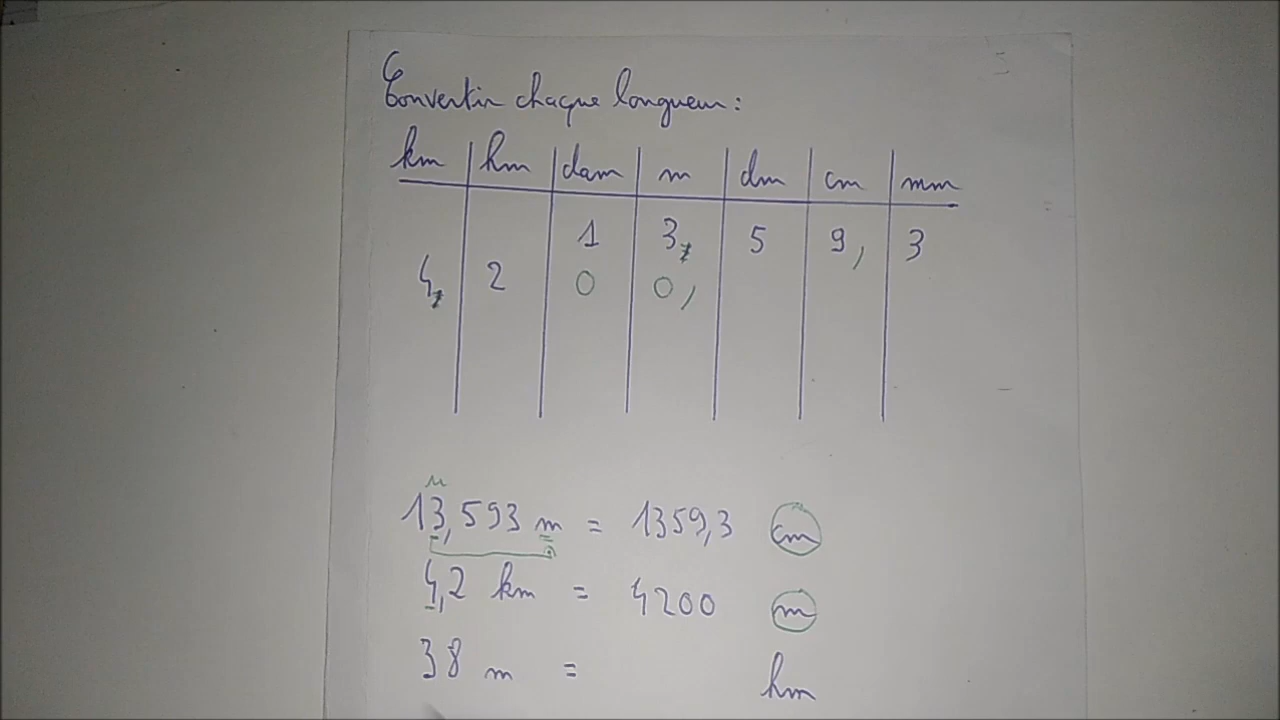 Convertir chaque longueur :
km hm dam m dm cm mm
1 3, 5 9, 3
4, 2 0 0,
u
13,593 m = 1359,3 cm
4,2 km = 4200 m
38 m = hm